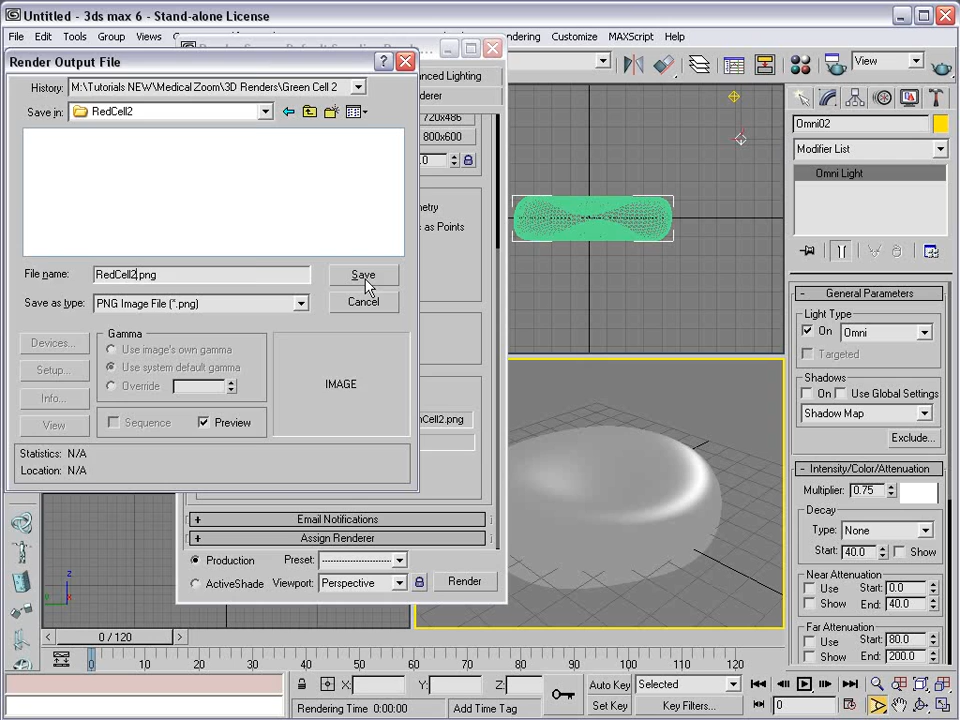 Untitled - 3ds max 6 - Stand-alone License
File Edit Tools Group Views
Rendering Customize MAXScript Help
Render Output File
View
History: M:\Tutorials NEW\Medical Zoom\3D Renders\Green Cell 2
Save in: RedCell2
File name: RedCell2.png
Save
Save as type: PNG Image File (*.png)
Cancel
Devices...
Setup...
Info...
View
Gamma
Use image's own gamma
Use system default gamma
Override
Sequence
Preview
IMAGE
Statistics: N/A
Location: N/A
anced Lighting
derer
720x486
800x600
.0
metry
c as Points
Cell2.png
Email Notifications
Assign Renderer
Production
Preset:
ActiveShade
Viewport: Perspective
Render
z
x
Omni02
Modifier List
Omni Light
General Parameters
Light Type
On
Omni
Targeted
Shadows
On
Use Global Settings
Shadow Map
Exclude...
Intensity/Color/Attenuation
Multiplier: 0.75
Decay
Type: None
Start: 40.0
Show
Near Attenuation
Use
Start: 0.0
Show
End: 40.0
Far Attenuation
Use
Start: 80.0
Show
End: 200.0
0 / 120
0 10 20 30 40 50 60 70 80 90 100 110 120
X: Y: Z:
Auto Key
Selected
Set Key
Key Filters...
0
Rendering Time 0:00:00
Add Time Tag